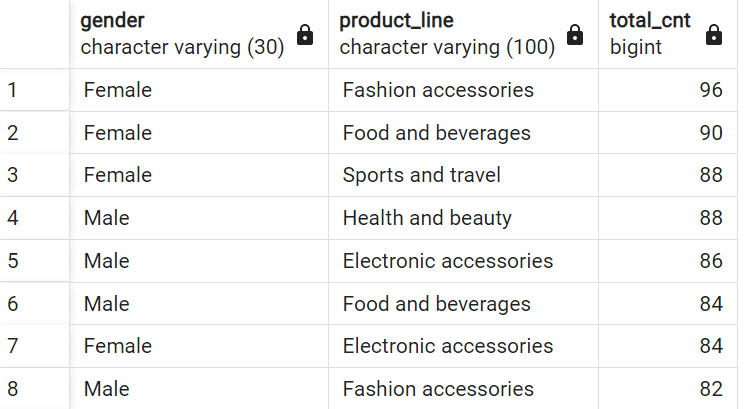 gender product_line total_cnt
character varying (30) character varying (100) bigint
1 Female Fashion accessories 96
2 Female Food and beverages 90
3 Female Sports and travel 88
4 Male Health and beauty 88
5 Male Electronic accessories 86
6 Male Food and beverages 84
7 Female Electronic accessories 84
8 Male Fashion accessories 82